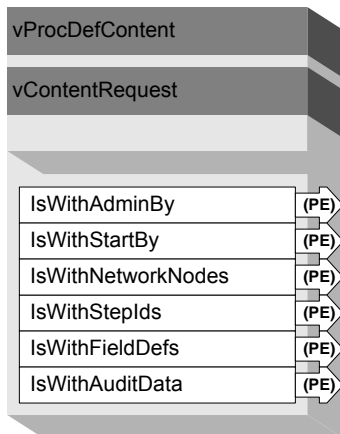 vProcDefContent
vContentRequest
IsWithAdminBy (PE)
IsWithStartBy (PE)
IsWithNetworkNodes (PE)
IsWithStepIds (PE)
IsWithFieldDefs (PE)
IsWithAuditData (PE)